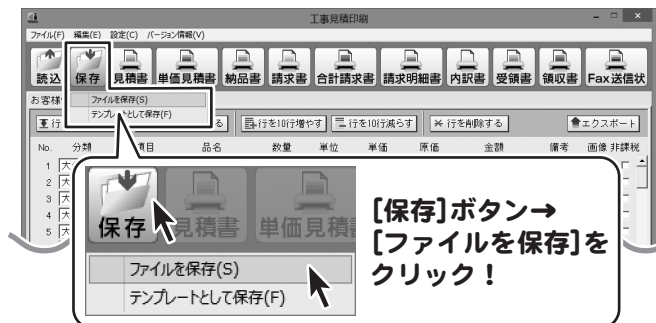 工事見積印刷
ファイル(F) 編集(E) 設定(C) バージョン情報(V)
読込 保存 見積書 単価見積書 納品書 請求書 合計請求書 請求明細書 内訳書 受領書 領収書 Fax送信状
お客様
ファイルを保存(S)
テンプレートとして保存(F)
行 る 行を10行増やす 行を10行減らす 行を削除する エクスポート
No. 分類 項目 品名 数量 単位 単価 原価 金額 備考 画像 非課税
1 大
2 大
3 大
4 大
5 大
保存 見積書 単価見積
ファイルを保存(S)
テンプレートとして保存(F)
[保存]ボタン→
[ファイルを保存]を
クリック！